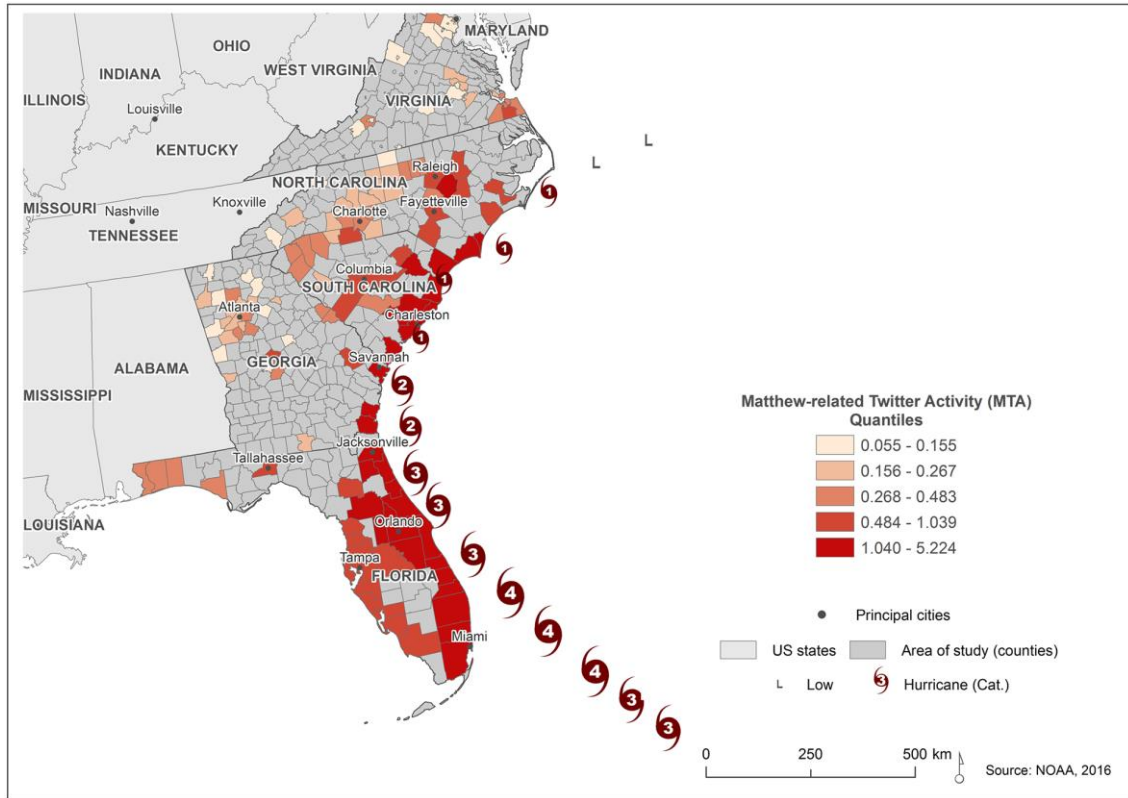 MARYLAND
OHIO
WEST VIRGINIA
INDIANA
ILLINOIS
VIRGINIA
Louisville
L
KENTUCKY
L
Raleigh
NORTH CAROLINA
1
MISSOURI
Nashville
Knoxville
Charlotte
Fayetteville
TENNESSEE
1
Columbia
1
SOUTH CAROLINA
Atlanta
Charleston
1
GEORGIA
Savannah
ALABAMA
2
MISSISSIPPI
2
Jacksonville
Tallahassee
3
3
LOUISIANA
Orlando
3
Tampa
FLORIDA
4
Miami
4
4
3
3
Matthew-related Twitter Activity (MTA)
Quantiles
0.055 - 0.155
0.156 - 0.267
0.268 - 0.483
0.484 - 1.039
1.040 - 5.224
Principal cities
US states
Area of study (counties)
L Low
3 Hurricane (Cat.)
0 250 500 km
Source: NOAA, 2016